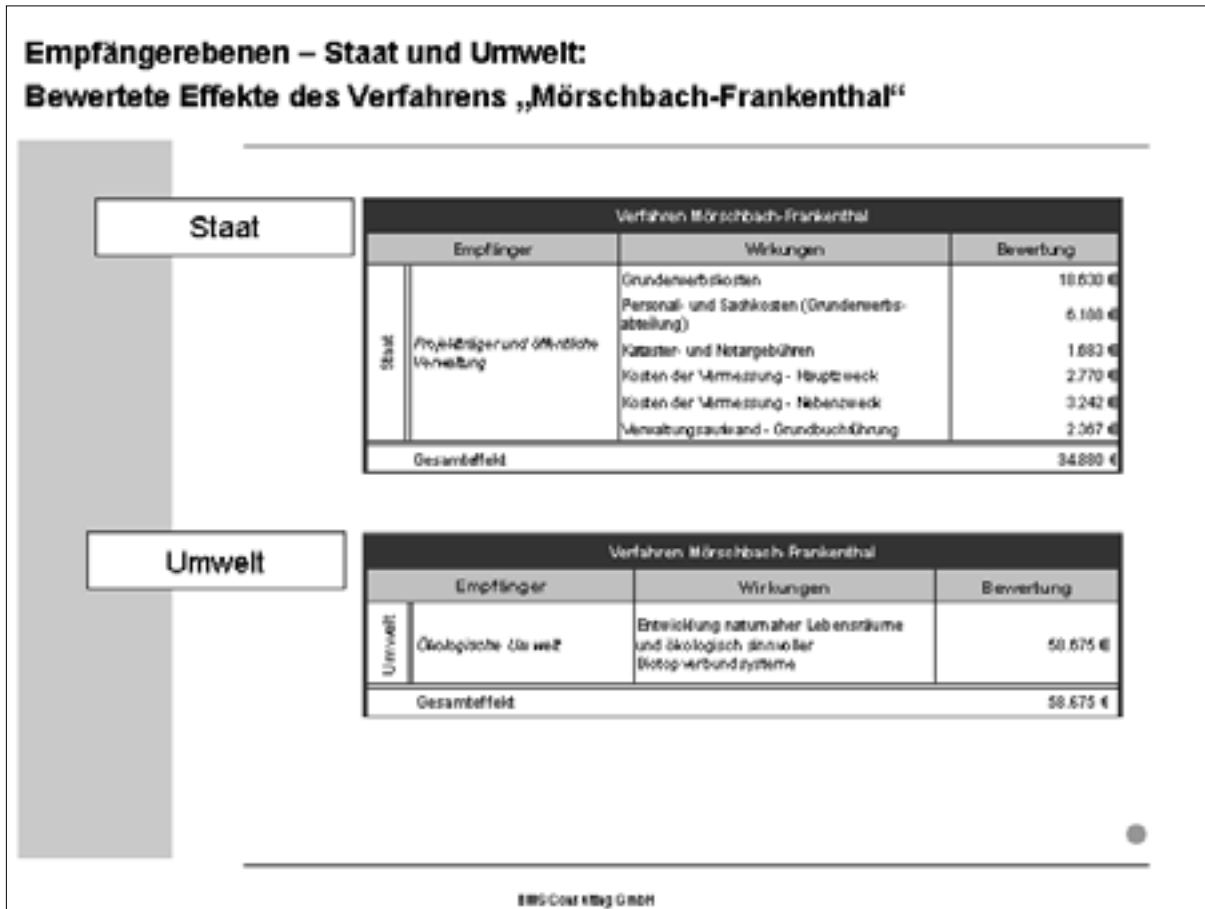 Empfängerebenen – Staat und Umwelt:
Bewertete Effekte des Verfahrens „Mörschbach-Frankenthal“
Staat
Verfahren Mörschbach-Frankenthal
Empfänger Wirkungen Bewertung
Staat
Projektträger und öffentliche
Verwaltung
Grunderwerbskosten 18.630 €
Personal- und Sachkosten (Grunderwerbs-
abteilung) 6.188 €
Kataster- und Notargebühren 1.683 €
Kosten der Vermessung - Hauptzweck 2.770 €
Kosten der Vermessung - Nebenzweck 3.242 €
Verwaltungsaufwand - Grundbuchführung 2.367 €
Gesamteffekt 34.880 €
Umwelt
Verfahren Mörschbach-Frankenthal
Empfänger Wirkungen Bewertung
Umwelt
Ökologische Umwelt
Entwicklung naturnaher Lebensräume
und ökologisch sinnvoller
Biotopverbundsysteme
58.675 €
Gesamteffekt 58.675 €
Consulting GmbH